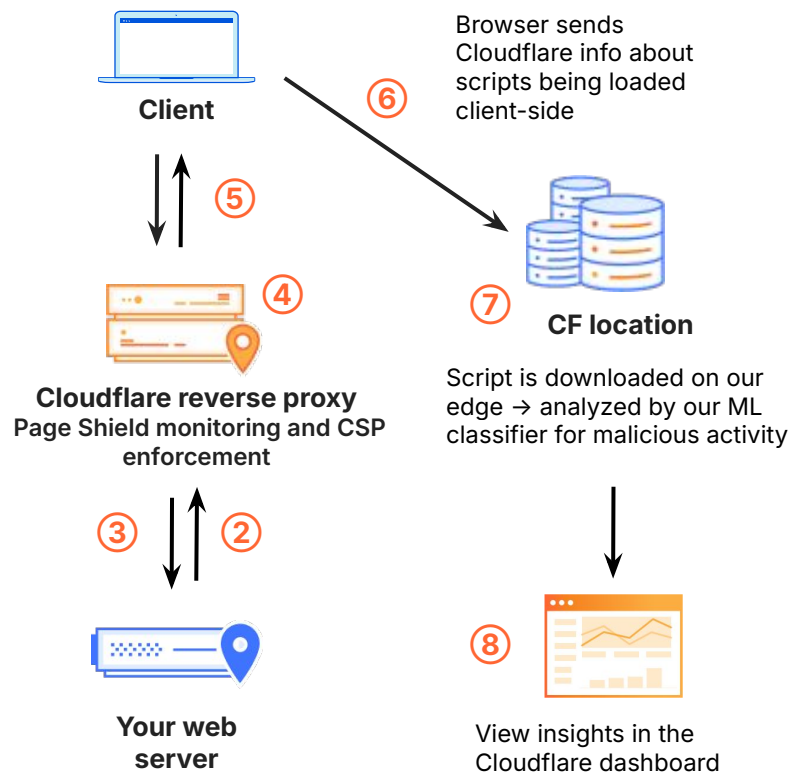 Browser sends
Cloudflare info about
scripts being loaded
client-side
Client
⑥
⑤
④
⑦
CF location
Cloudflare reverse proxy
Page Shield monitoring and CSP
enforcement
Script is downloaded on our
edge → analyzed by our ML
classifier for malicious activity
③
②
⑧
Your web
server
View insights in the
Cloudflare dashboard